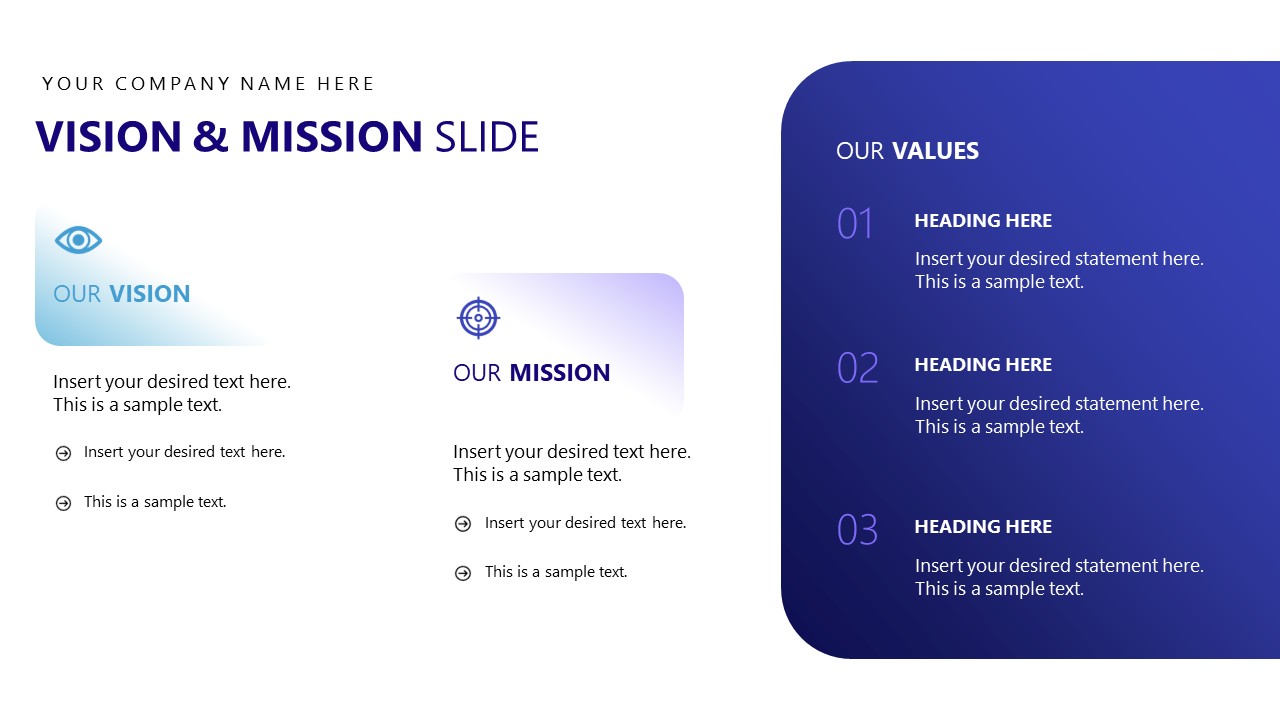 YOUR COMPANY NAME HERE
VISION & MISSION SLIDE
OUR VISION
Insert your desired text here.
This is a sample text.
Insert your desired text here.
This is a sample text.
OUR MISSION
Insert your desired text here.
This is a sample text.
Insert your desired text here.
This is a sample text.
OUR VALUES
01 HEADING HERE
Insert your desired statement here.
This is a sample text.
02 HEADING HERE
Insert your desired statement here.
This is a sample text.
03 HEADING HERE
Insert your desired statement here.
This is a sample text.